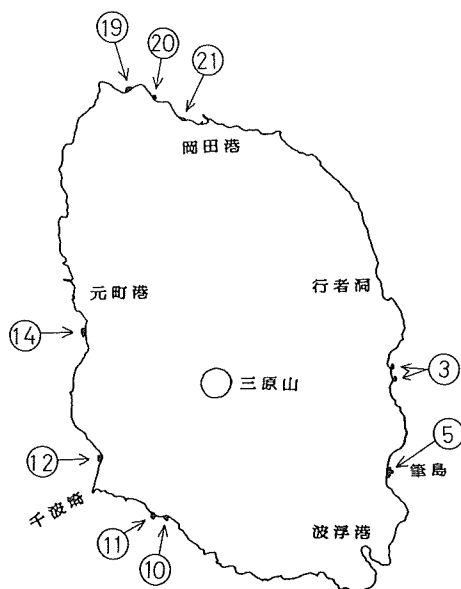 ⑲
⑳
㉑
岡田港
元町港
行者洞
⑭
③
三原山
⑤
⑫
筆島
千波崎
波浮港
⑪
⑩